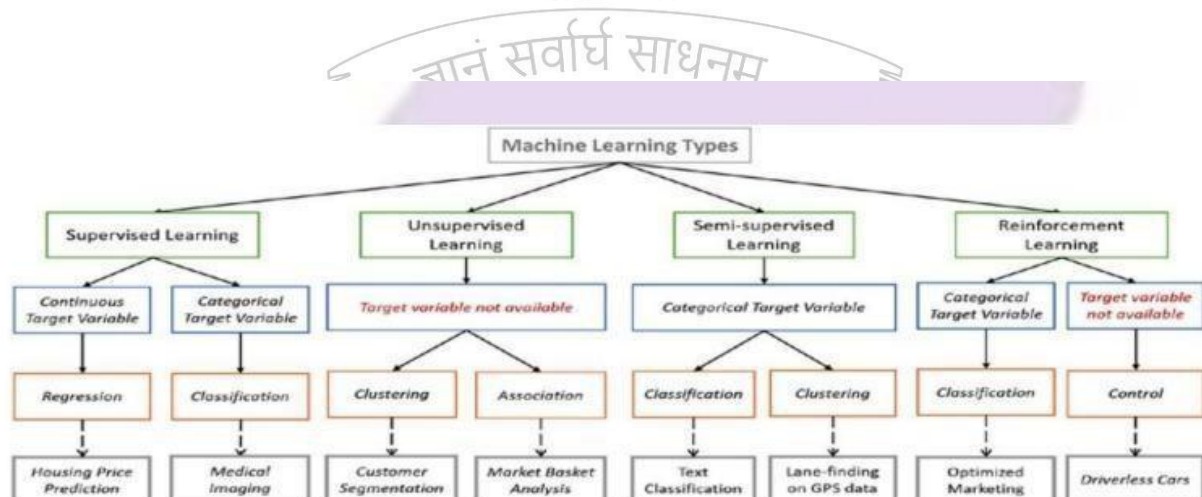 ज्ञानं सर्वार्घ साधनम
Machine Learning Types
Supervised Learning
Unsupervised
Learning
Semi-supervised
Learning
Reinforcement
Learning
Continuous
Target Variable
Categorical
Target Variable
Target variable not available
Categorical Target Variable
Categorical
Target Variable
Target variable
not available
Regression
Classification
Clustering
Association
Classification
Clustering
Classification
Control
Housing Price
Prediction
Medical
Imaging
Customer
Segmentation
Market Basket
Analysis
Text
Classification
Lane-finding
on GPS data
Optimized
Marketing
Driverless Cars